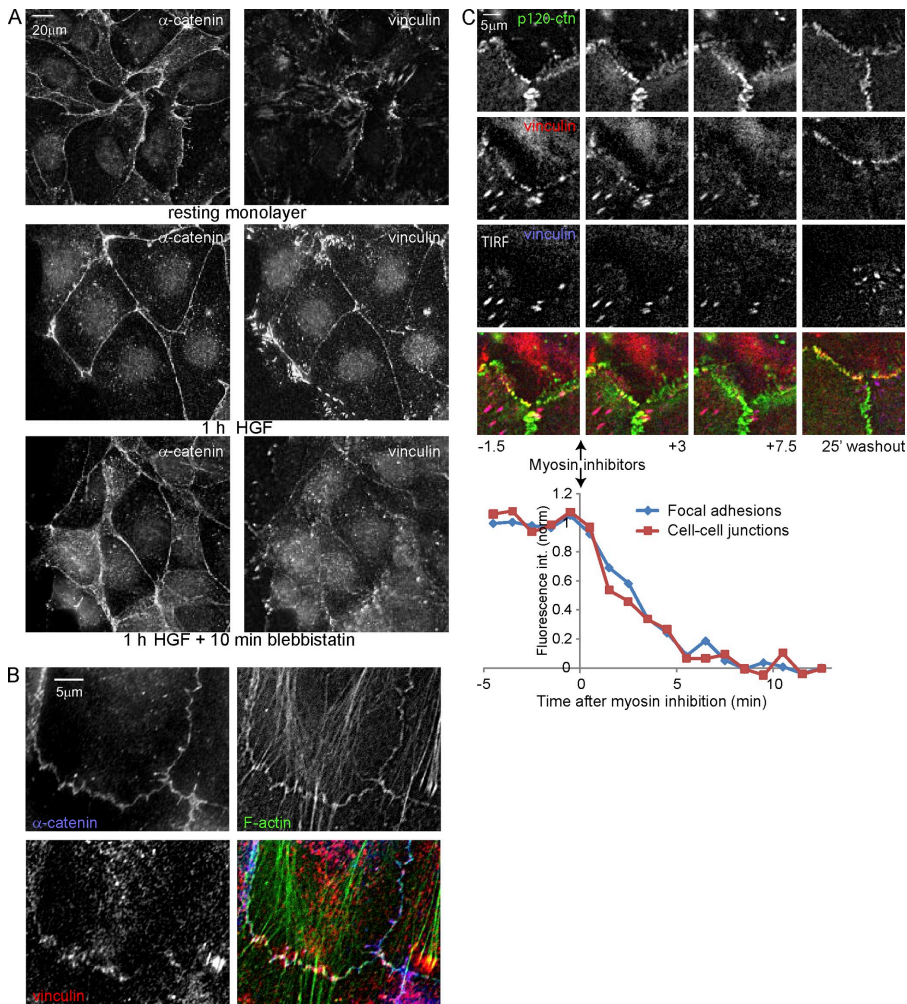 A
α-catenin
vinculin
20μm
resting monolayer
α-catenin
vinculin
1 h HGF
α-catenin
vinculin
1 h HGF + 10 min blebbistatin
B
5μm
α-catenin
F-actin
vinculin
C
5μm
p120-ctn
vinculin
TIRF
vinculin
-1.5
+3
+7.5
25' washout
Myosin inhibitors
Fluorescence int. (norm)
1.2
1
0.8
0.6
0.4
0.2
0
Focal adhesions
Cell-cell junctions
-5
0
5
10
Time after myosin inhibition (min)